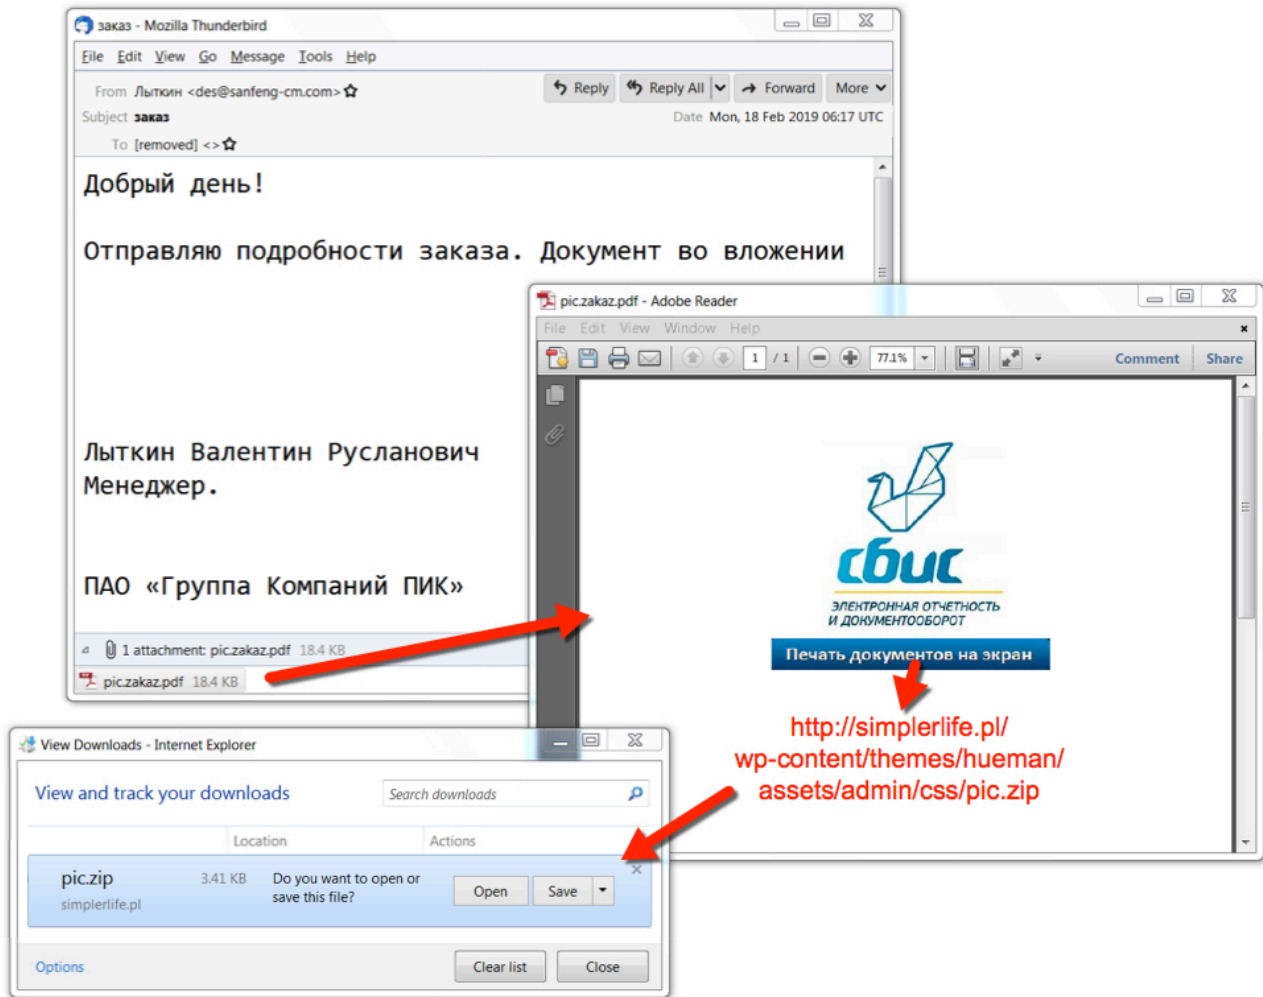 заказ - Mozilla Thunderbird
File Edit View Go Message Tools Help
From Лыткин <des@sanfeng-cm.com>
Reply Reply All Forward More
Subject заказ
Date Mon, 18 Feb 2019 06:17 UTC
To [removed] <>
Добрый день!
Отправляю подробности заказа. Документ во вложении
Лыткин Валентин Русланович
Менеджер.
ПАО «Группа Компаний ПИК»
1 attachment: pic.zakaz.pdf 18.4 KB
pic.zakaz.pdf 18.4 KB
pic.zakaz.pdf - Adobe Reader
File Edit View Window Help
1 / 1 77.1% Comment Share
сбис
ЭЛЕКТРОННАЯ ОТЧЕТНОСТЬ
И ДОКУМЕНТООБОРОТ
Печать документов на экран
http://simplerlife.pl/
wp-content/themes/hueman/
assets/admin/css/pic.zip
View Downloads - Internet Explorer
View and track your downloads
Search downloads
Location Actions
pic.zip 3.41 KB Do you want to open or
simplerlife.pl save this file?
Open Save
Options Clear list Close